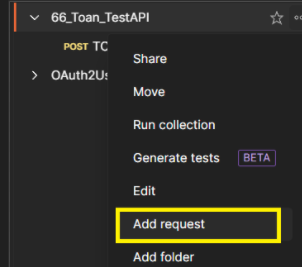 66_Toan_TestAPI
POST TC
Share
OAuth2Us
Move
Run collection
Generate tests BETA
Edit
Add request
Add folder